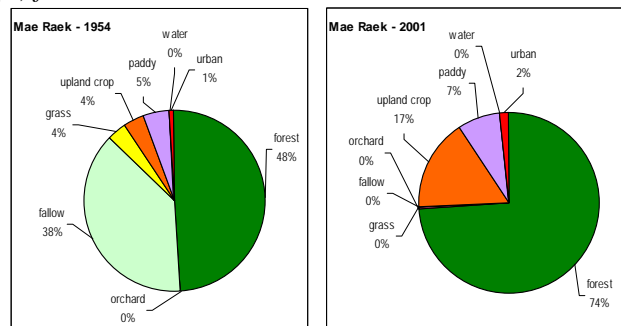 Mae Raek - 1954
water
0%
urban
1%
paddy
5%
upland crop
4%
grass
4%
forest
48%
fallow
38%
orchard
0%
Mae Raek - 2001
water
0%
urban
2%
paddy
7%
upland crop
17%
orchard
0%
fallow
0%
grass
0%
forest
74%